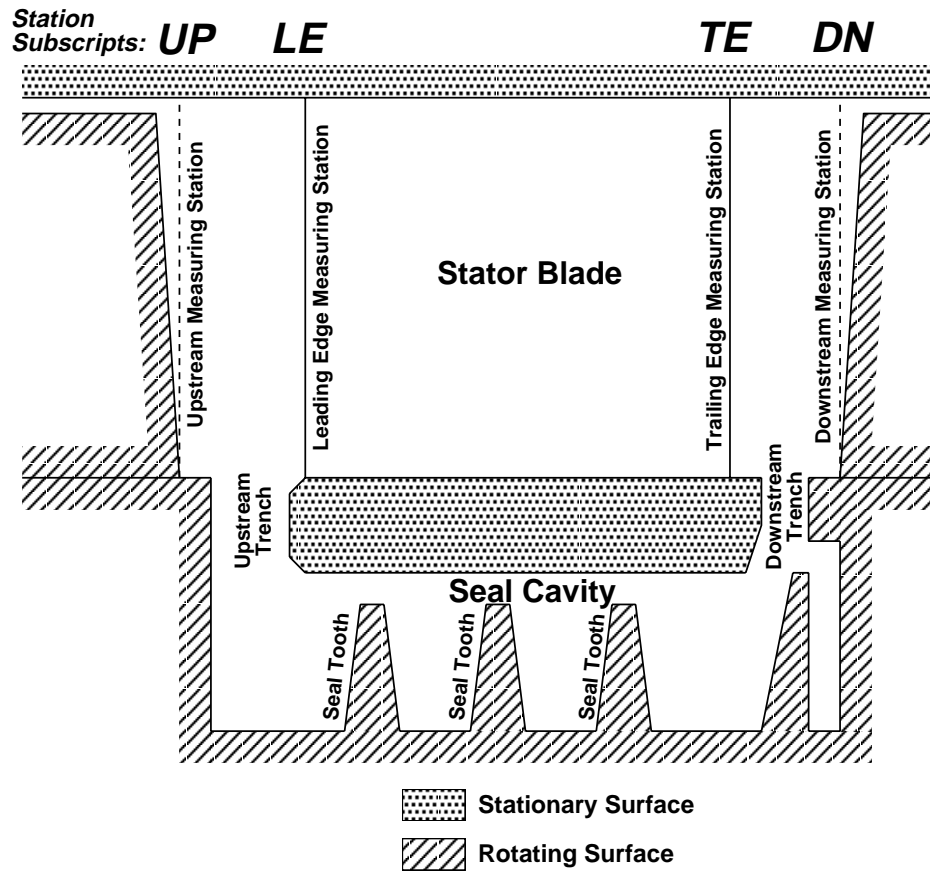 Station
Subscripts: UP LE TE DN
Upstream Measuring Station
Leading Edge Measuring Station
Stator Blade
Trailing Edge Measuring Station
Downstream Measuring Station
Upstream
Trench
Downstream
Trench
Seal Cavity
Seal Tooth
Seal Tooth
Seal Tooth
Stationary Surface
Rotating Surface